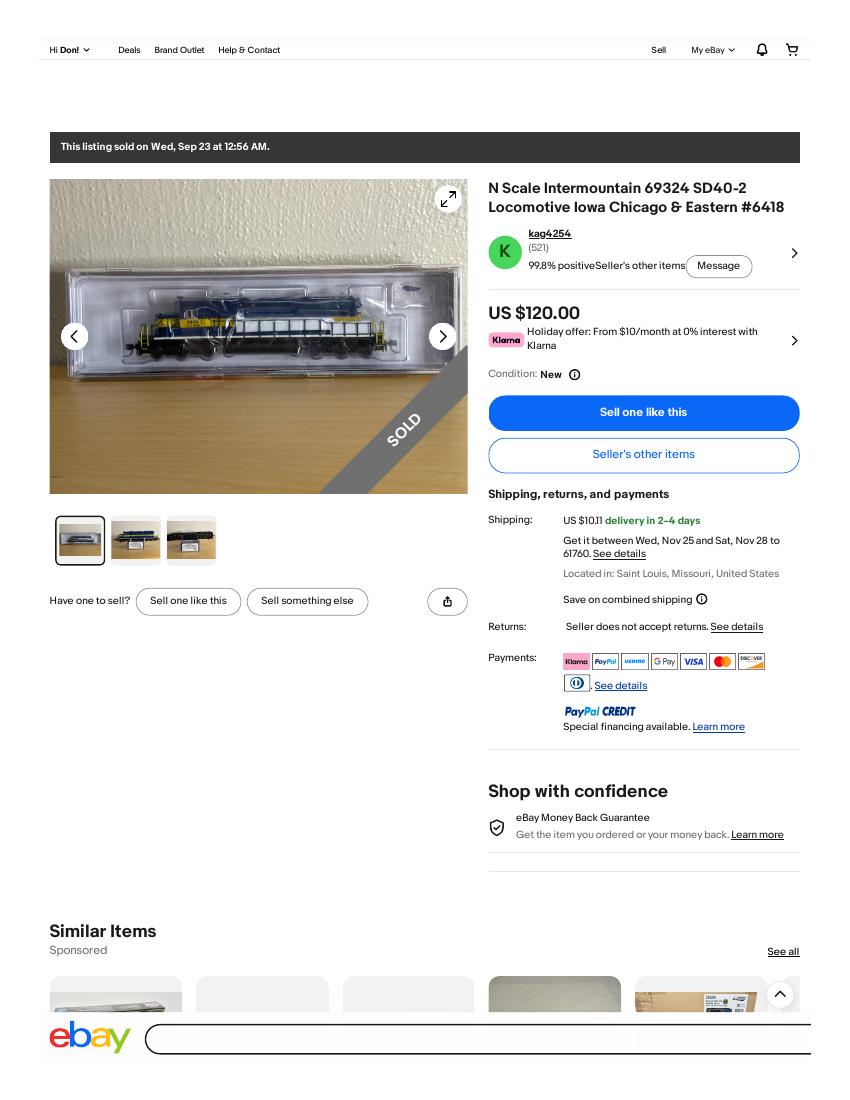 Hi Don!
Deals
Brand Outlet
Help & Contact
Sell
My eBay
This listing sold on Wed, Sep 23 at 12:56 AM.
SOLD
Have one to sell?
Sell one like this
Sell something else
N Scale Intermountain 69324 SD40-2
Locomotive Iowa Chicago & Eastern #6418
K
kag4254
(521)
99.8% positiveSeller's other items
Message
US $120.00
Klarna
Holiday offer: From $10/month at 0% interest with
Klarna
Condition: New
Sell one like this
Seller's other items
Shipping, returns, and payments
Shipping:
US $10.11 delivery in 2–4 days
Get it between Wed, Nov 25 and Sat, Nov 28 to
61760. See details
Located in: Saint Louis, Missouri, United States
Save on combined shipping
Returns:
Seller does not accept returns. See details
Payments:
Klarna PayPal venmo G Pay VISA DISCOVER
. See details
PayPal CREDIT
Special financing available. Learn more
Shop with confidence
eBay Money Back Guarantee
Get the item you ordered or your money back. Learn more
Similar Items
Sponsored
See all
ebay